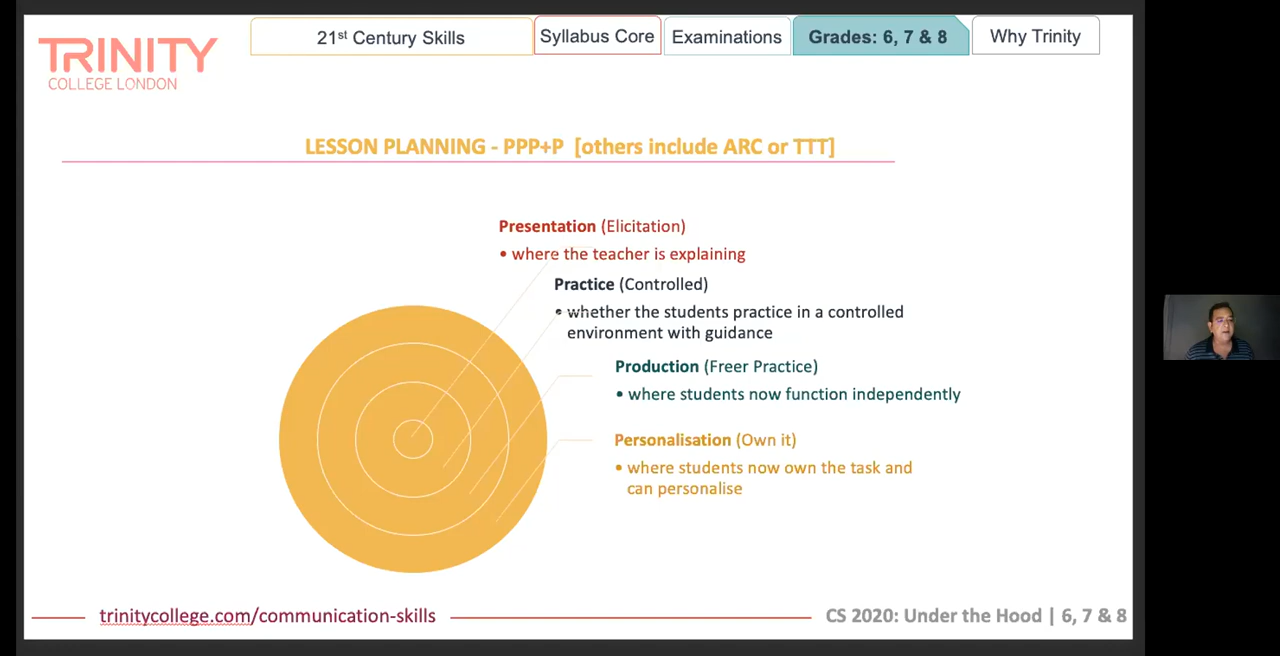 TRINITY
COLLEGE LONDON
21st Century Skills
Syllabus Core
Examinations
Grades: 6, 7 & 8
Why Trinity
LESSON PLANNING - PPP+P [others include ARC or TTT]
Presentation (Elicitation)
• where the teacher is explaining
Practice (Controlled)
• whether the students practice in a controlled
environment with guidance
Production (Freer Practice)
• where students now function independently
Personalisation (Own it)
• where students now own the task and
can personalise
trinitycollege.com/communication-skills
CS 2020: Under the Hood | 6, 7 & 8